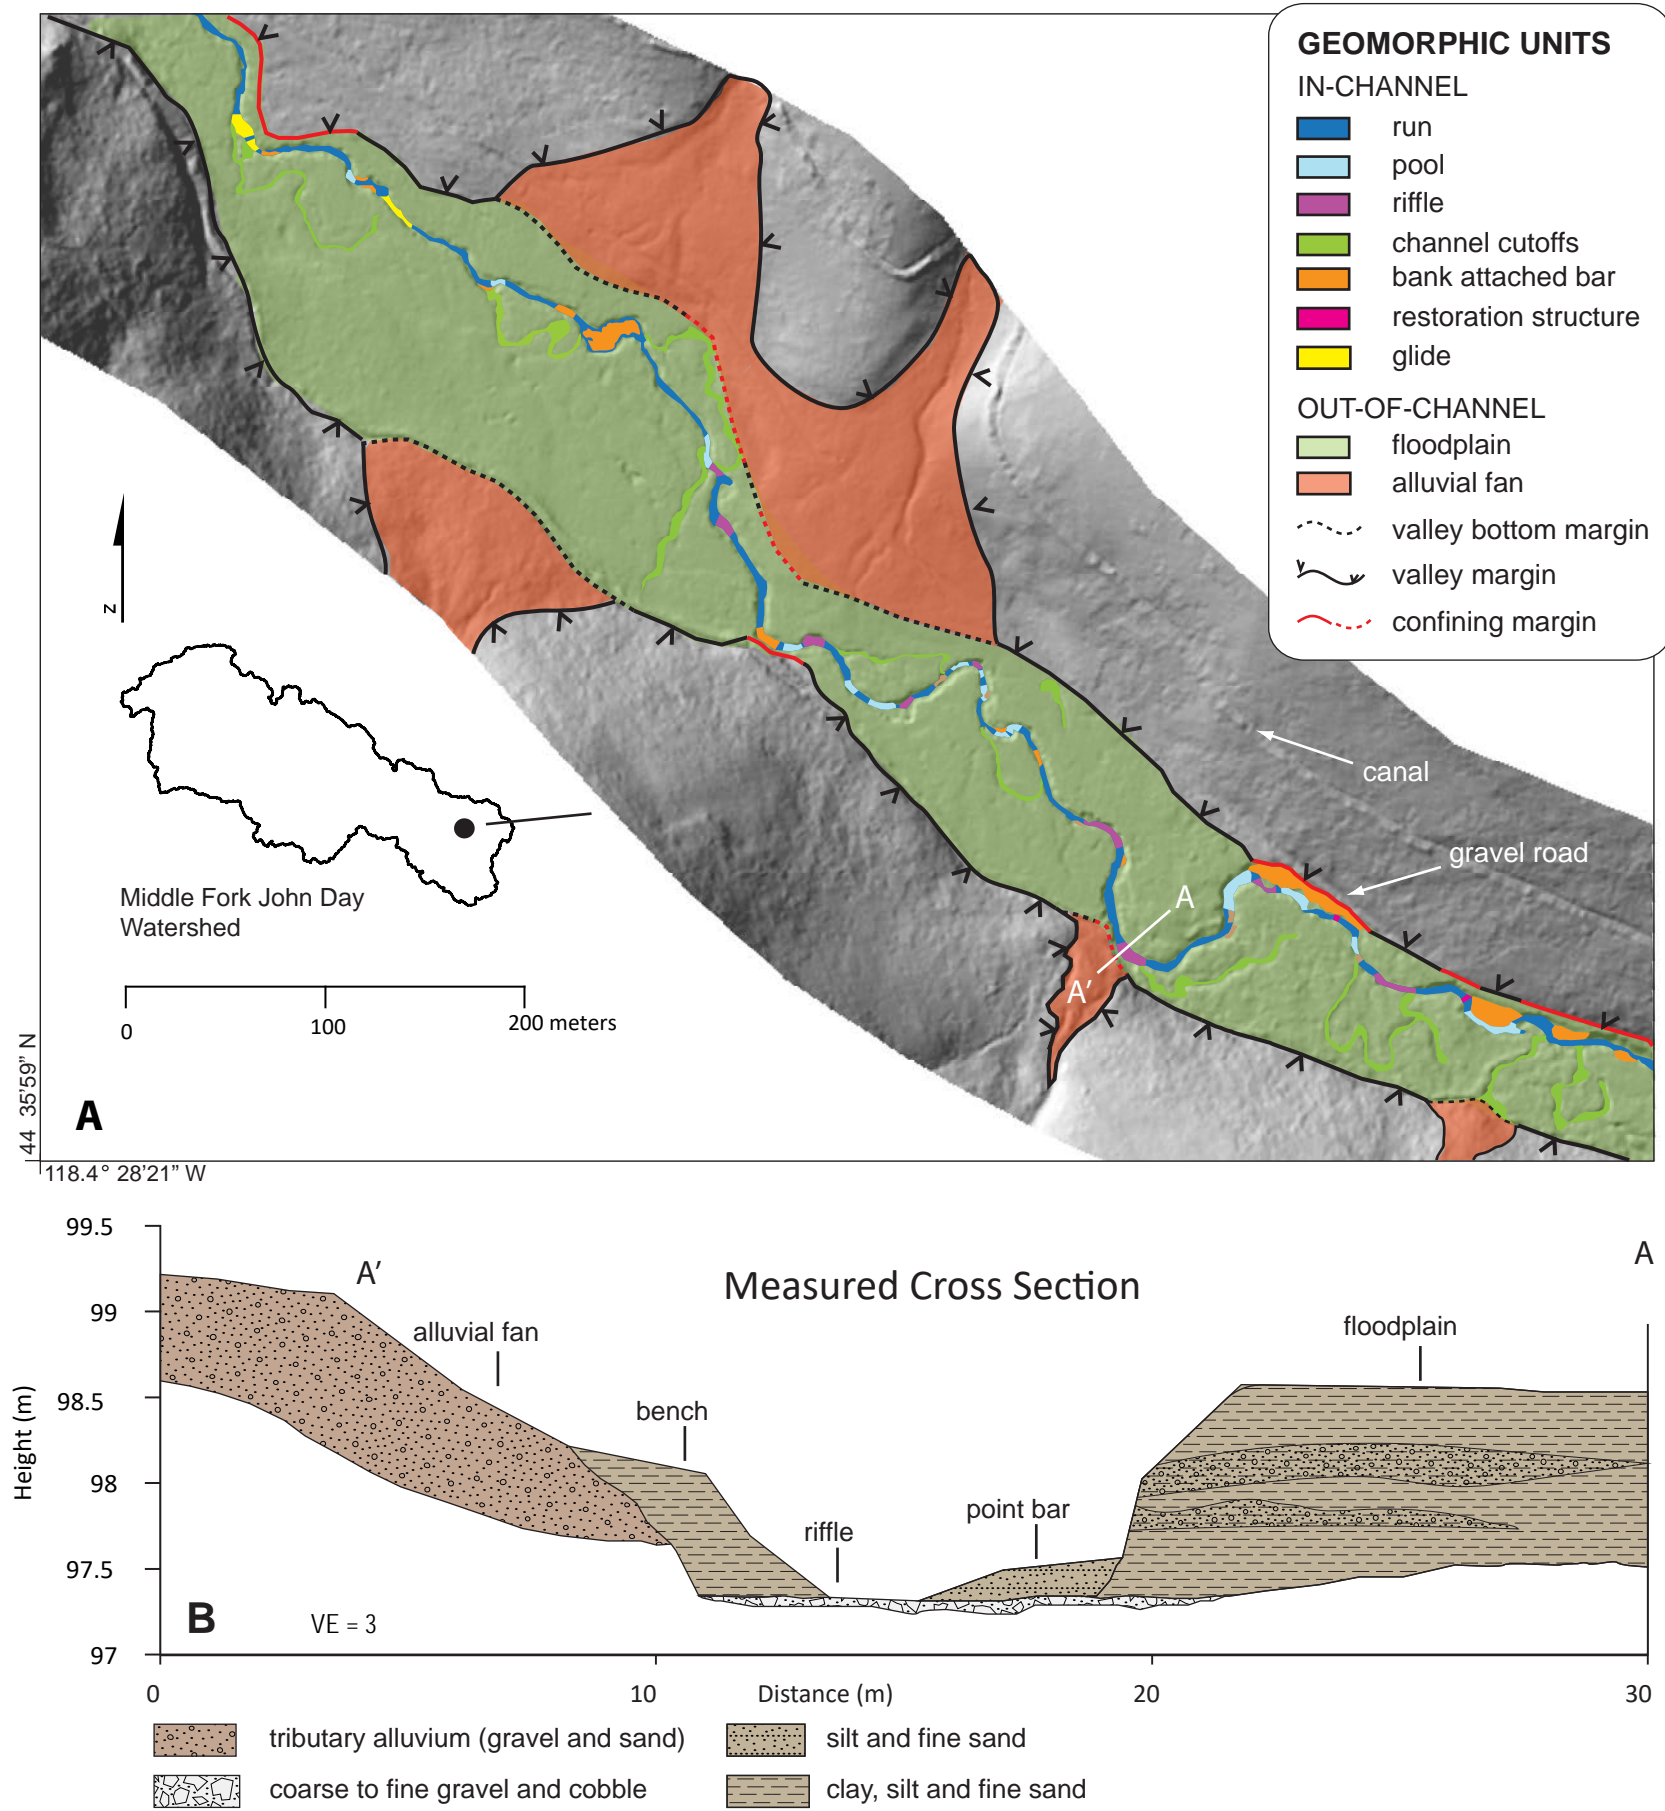 GEOMORPHIC UNITS
IN-CHANNEL
run
pool
riffle
channel cutoffs
bank attached bar
restoration structure
glide
OUT-OF-CHANNEL
floodplain
alluvial fan
valley bottom margin
valley margin
confining margin
z
canal
gravel road
A
A’
Middle Fork John Day
Watershed
0
100
200 meters
A
44 35’59” N
118.4° 28’21” W
Measured Cross Section
A’
A
99.5
99
98.5
98
97.5
97
Height (m)
alluvial fan
bench
riffle
point bar
floodplain
B
VE = 3
0
10
Distance (m)
20
30
tributary alluvium (gravel and sand)
silt and fine sand
coarse to fine gravel and cobble
clay, silt and fine sand